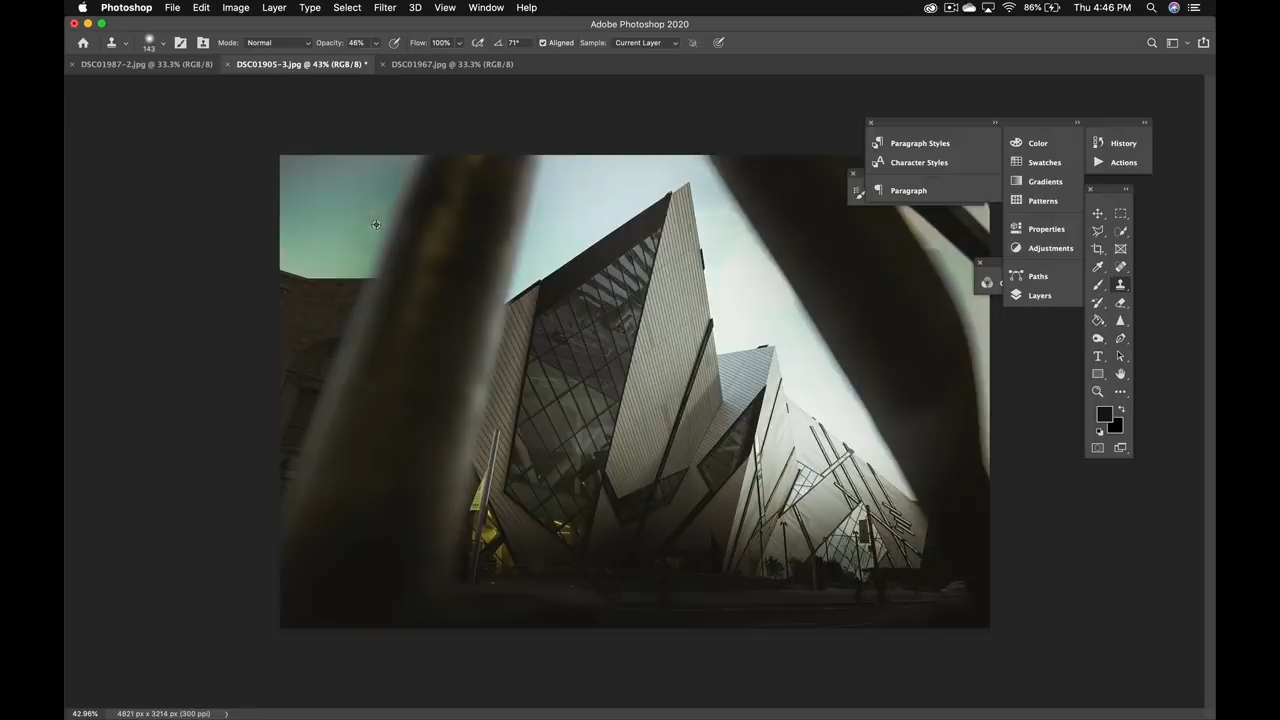 Photoshop File Edit Image Layer Type Select Filter 3D View Window Help 86% Thu 4:46 PM
Adobe Photoshop 2020
143 Mode: Normal Opacity: 46% Flow: 100% 71° Aligned Sample: Current Layer
DSC01987-2.jpg @ 33.3% (RGB/8) DSC01905-3.jpg @ 43% (RGB/8) * DSC01967.jpg @ 33.3% (RGB/8)
Paragraph Styles
Character Styles
Paragraph
Color
Swatches
Gradients
Patterns
Properties
Adjustments
Paths
Layers
History
Actions
42.96% 4821 px x 3214 px (300 ppi)